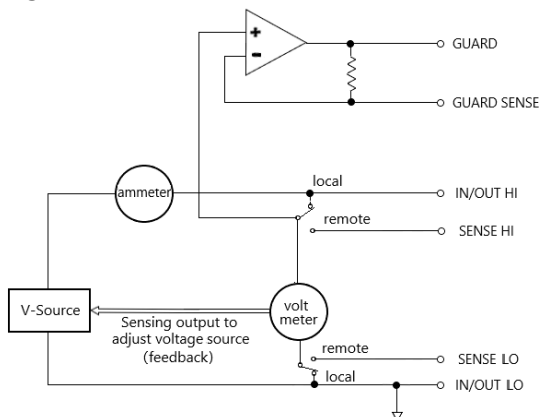 +
-
GUARD
GUARD SENSE
ammeter
local
IN/OUT HI
remote
SENSE HI
V-Source
volt
meter
Sensing output to
adjust voltage source
(feedback)
remote
SENSE LO
local
IN/OUT LO